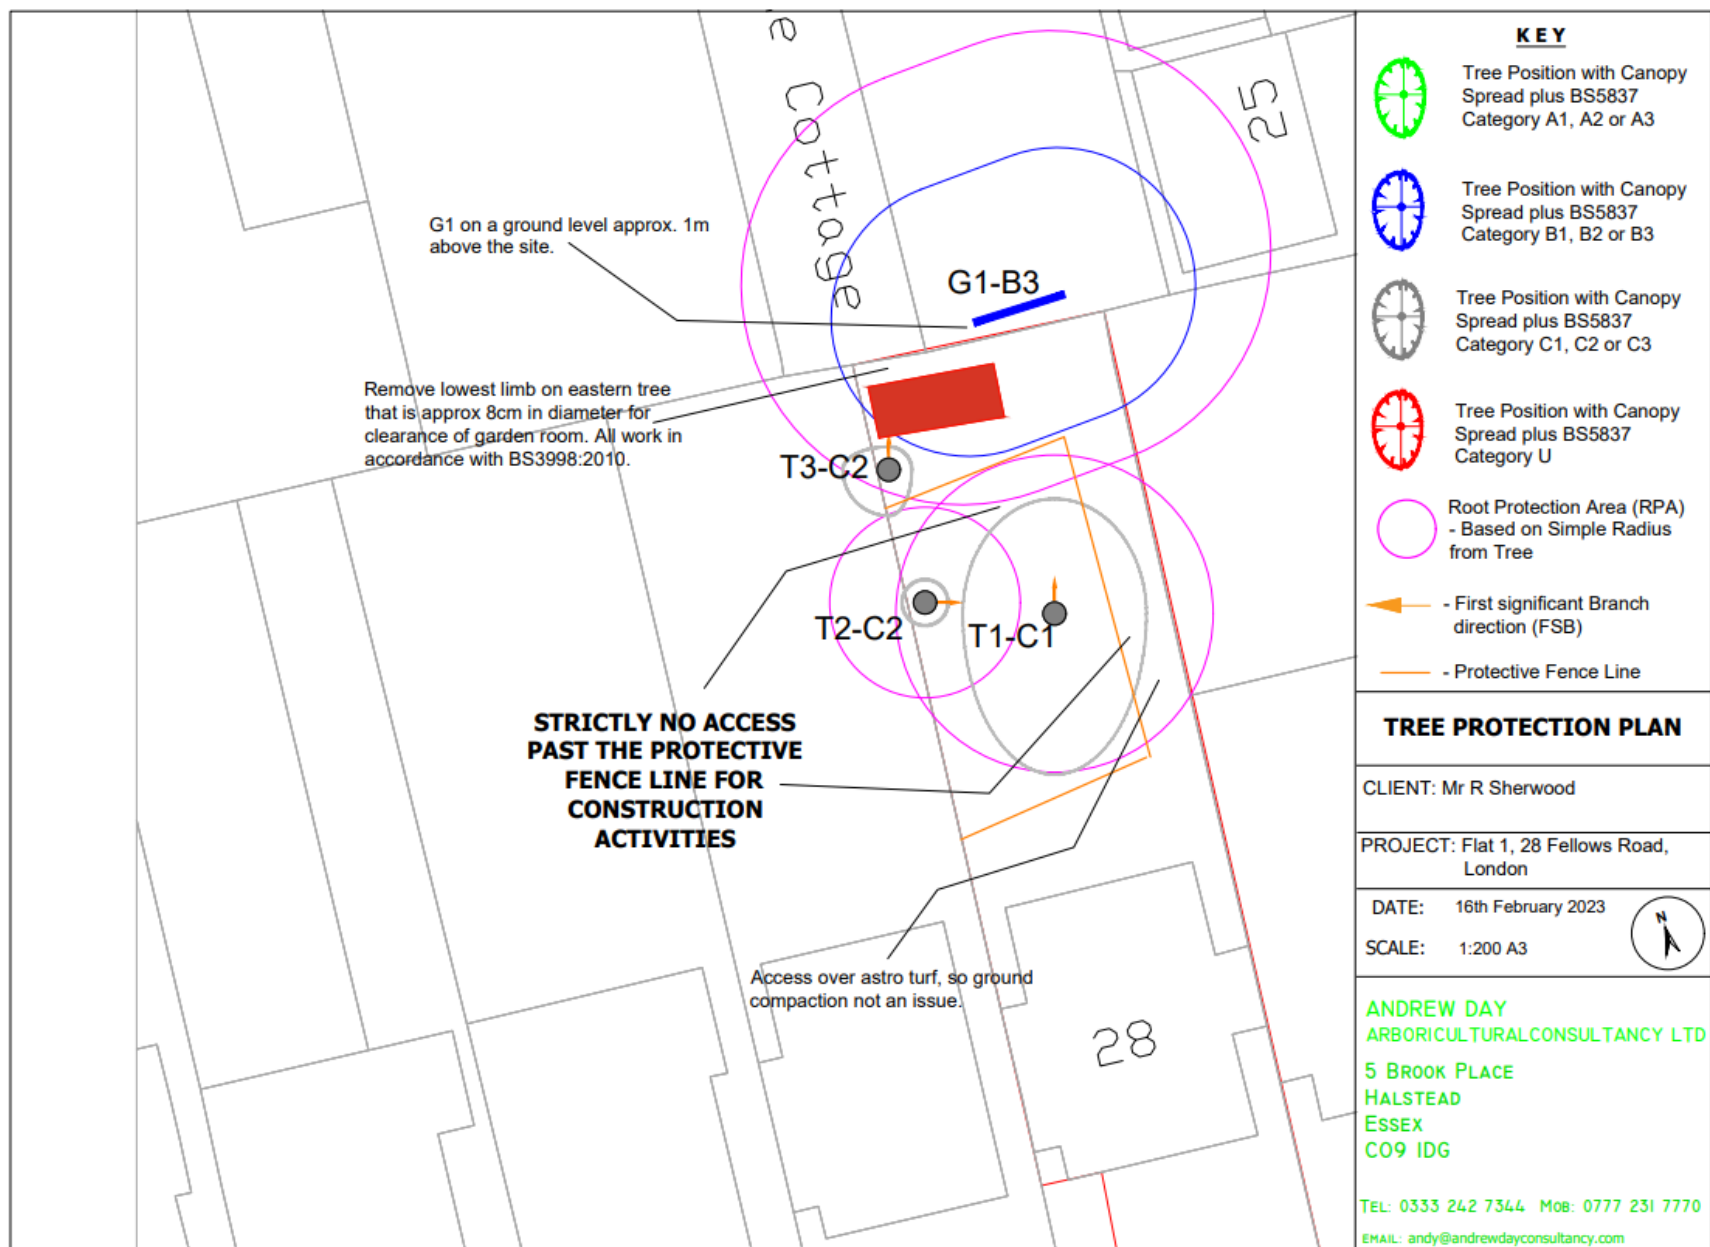 e Cottage
25
G1 on a ground level approx. 1m
above the site.
G1-B3
Remove lowest limb on eastern tree
that is approx 8cm in diameter for
clearance of garden room. All work in
accordance with BS3998:2010.
T3-C2
T2-C2
T1-C1
STRICTLY NO ACCESS
PAST THE PROTECTIVE
FENCE LINE FOR
CONSTRUCTION
ACTIVITIES
Access over astro turf, so ground
compaction not an issue.
28
KEY
Tree Position with Canopy
Spread plus BS5837
Category A1, A2 or A3
Tree Position with Canopy
Spread plus BS5837
Category B1, B2 or B3
Tree Position with Canopy
Spread plus BS5837
Category C1, C2 or C3
Tree Position with Canopy
Spread plus BS5837
Category U
Root Protection Area (RPA)
- Based on Simple Radius
from Tree
- First significant Branch
direction (FSB)
- Protective Fence Line
TREE PROTECTION PLAN
CLIENT: Mr R Sherwood
PROJECT: Flat 1, 28 Fellows Road,
London
DATE: 16th February 2023
N
SCALE: 1:200 A3
ANDREW DAY
ARBORICULTURALCONSULTANCY LTD
5 BROOK PLACE
HALSTEAD
ESSEX
CO9 1DG
TEL: 0333 242 7344 MOB: 0777 231 7770
EMAIL: andy@andrewdayconsultancy.com